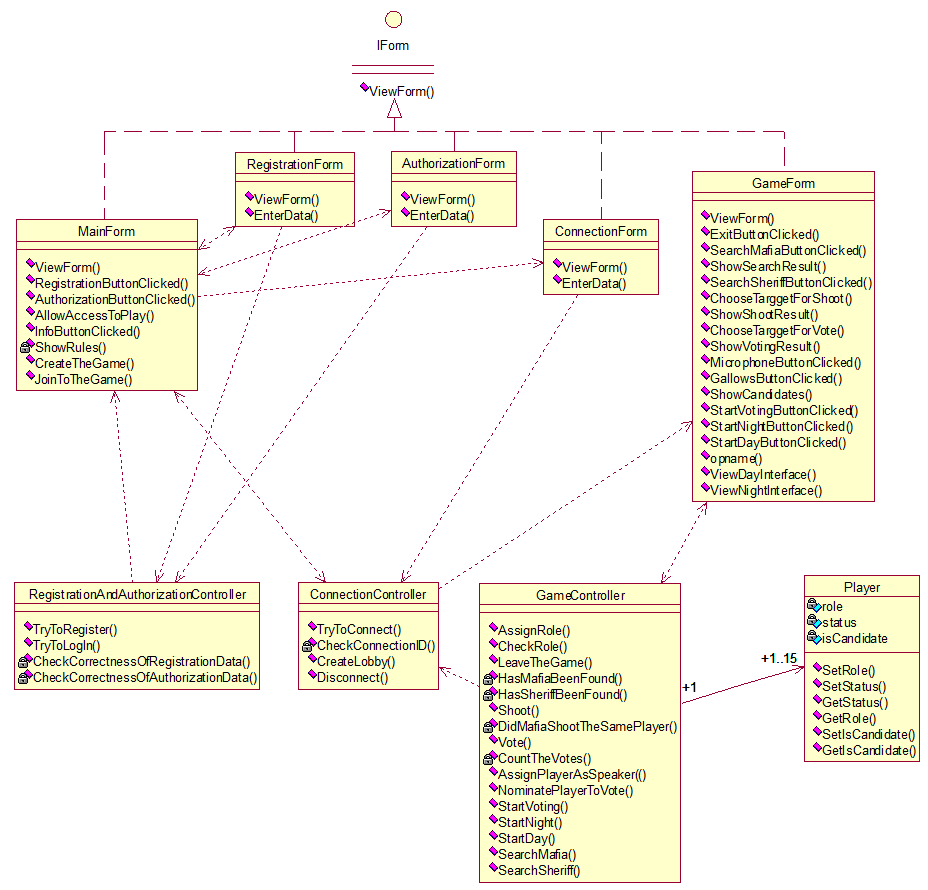 IForm
ViewForm()
RegistrationForm
ViewForm()
EnterData()
AuthorizationForm
ViewForm()
EnterData()
GameForm
ViewForm()
ExitButtonClicked()
SearchMafiaButtonClicked()
ShowSearchResult()
SearchSheriffButtonClicked()
ChooseTarggetForShoot()
ShowShootResult()
ChooseTarggetForVote()
ShowVotingResult()
MicrophoneButtonClicked()
GallowsButtonClicked()
ShowCandidates()
StartVotingButtonClicked()
StartNightButtonClicked()
StartDayButtonClicked()
opname()
ViewDayInterface()
ViewNightInterface()
MainForm
ViewForm()
RegistrationButtonClicked()
AuthorizationButtonClicked()
AllowAccessToPlay()
InfoButtonClicked()
ShowRules()
CreateTheGame()
JoinToTheGame()
ConnectionForm
ViewForm()
EnterData()
RegistrationAndAuthorizationController
TryToRegister()
TryToLogIn()
CheckCorrectnessOfRegistrationData()
CheckCorrectnessOfAuthorizationData()
ConnectionController
TryToConnect()
CheckConnectionID()
CreateLobby()
Disconnect()
GameController
AssignRole()
CheckRole()
LeaveTheGame()
HasMafiaBeenFound()
HasSheriffBeenFound()
Shoot()
DidMafiaShootTheSamePlayer()
Vote()
CountTheVotes()
AssignPlayerAsSpeaker(()
NominatePlayerToVote()
StartVoting()
StartNight()
StartDay()
SearchMafia()
SearchSheriff()
+1
+1..15
Player
role
status
isCandidate
SetRole()
SetStatus()
GetStatus()
GetRole()
SetIsCandidate()
GetIsCandidate()